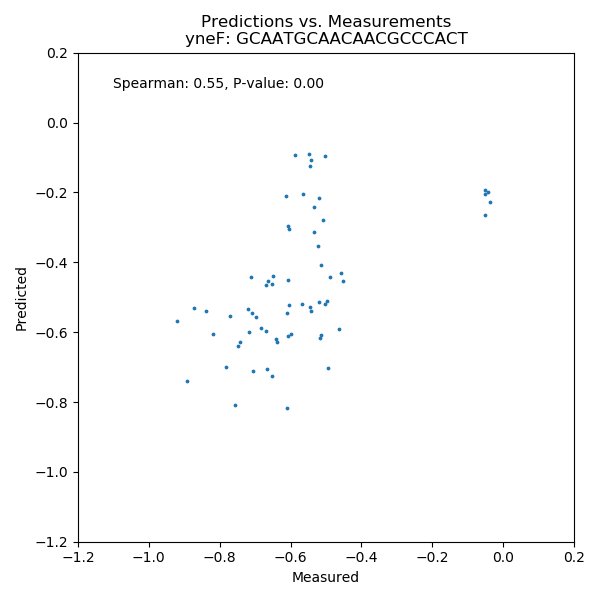 Predictions vs. Measurements
yneF: GCAATGCAACAACGCCCACT
Spearman: 0.55, P-value: 0.00
0.2
0.0
−0.2
−0.4
−0.6
−0.8
−1.0
−1.2
Predicted
−1.2 −1.0 −0.8 −0.6 −0.4 −0.2 0.0 0.2
Measured